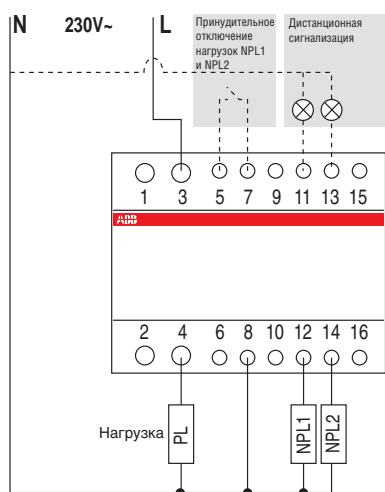 N 230V~ L
Принудительное
отключение
нагрузок NPL1
и NPL2
Дистанционная
сигнализация
1 3 5 7 9 11 13 15
ABB
2 4 6 8 10 12 14 16
Нагрузка
PL
NPL1
NPL2